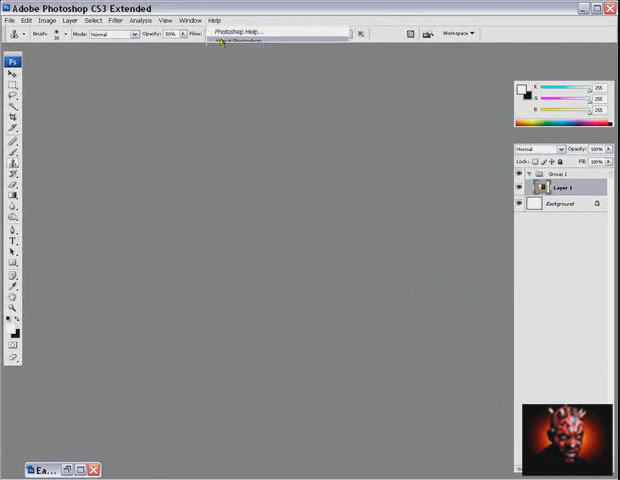 Adobe Photoshop CS3 Extended
File Edit Image Layer Select Filter Analysis View Window Help
Brush: Mode: Normal Opacity: 50% Flow: Workspace
Photoshop Help...
Ps
R 255
G 255
B 255
Normal Opacity: 100%
Lock: Fill: 100%
Group 1
Layer 1
Background
Ea...